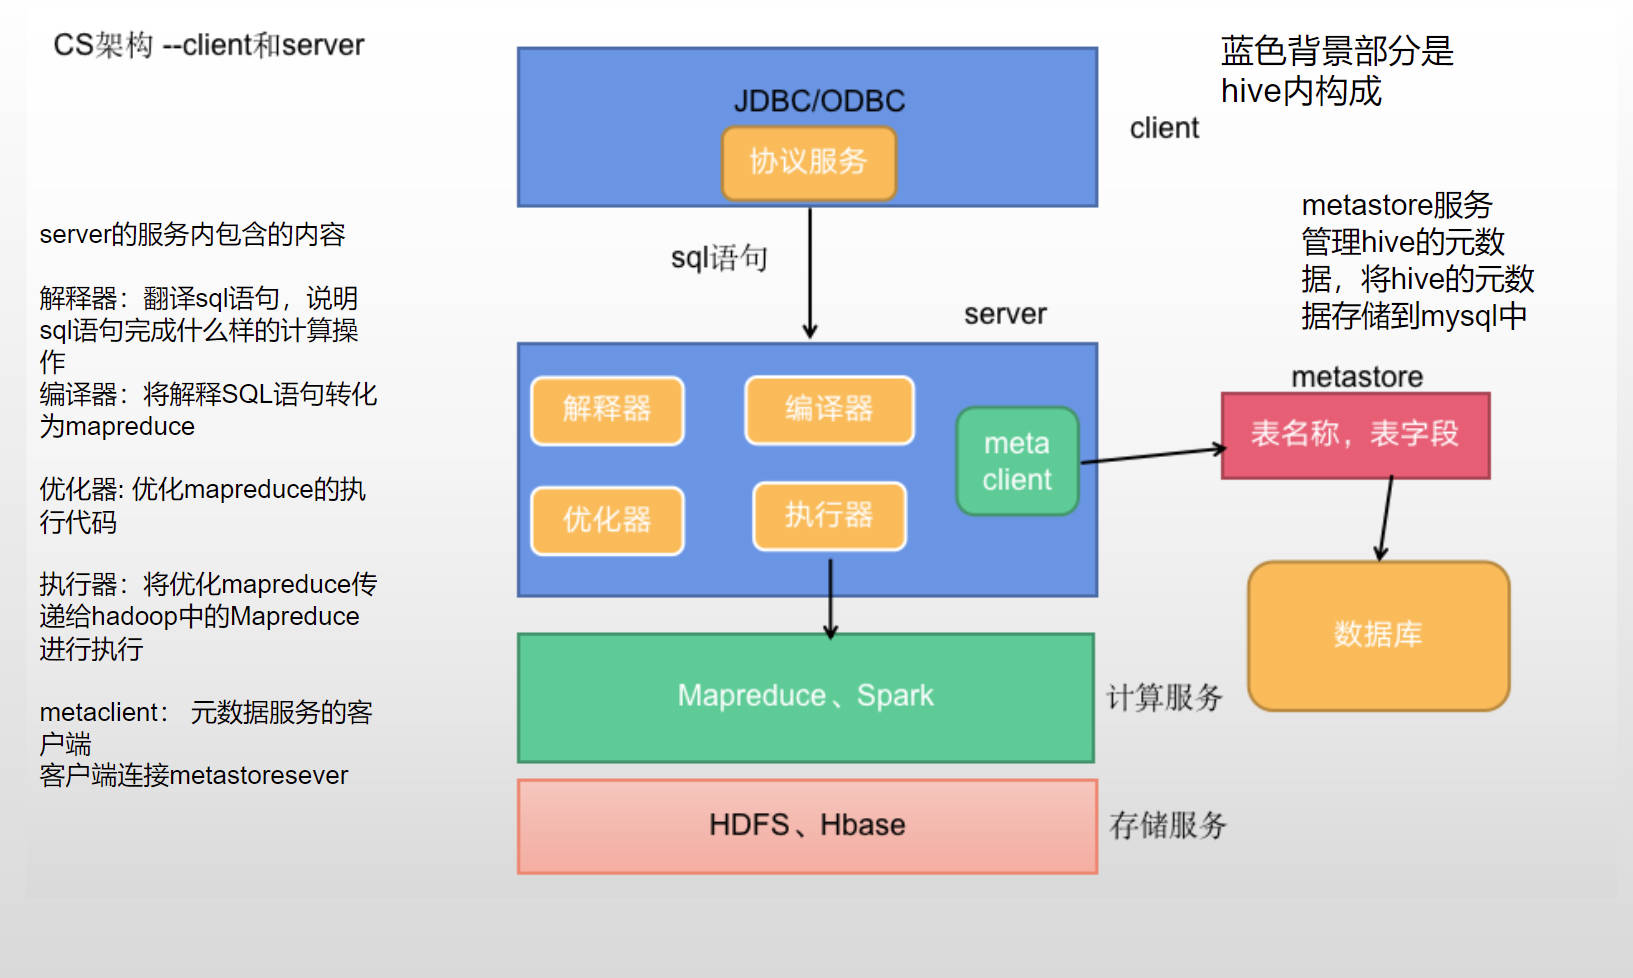 CS架构 --client和server
蓝色背景部分是
hive内构成
JDBC/ODBC
协议服务
client
sql语句
server的服务内包含的内容
解释器：翻译sql语句，说明
sql语句完成什么样的计算操
作
编译器：将解释SQL语句转化
为mapreduce
优化器: 优化mapreduce的执
行代码
执行器：将优化mapreduce传
递给hadoop中的Mapreduce
进行执行
metaclient： 元数据服务的客
户端
客户端连接metastoresever
server
解释器
编译器
优化器
执行器
meta
client
metastore服务
管理hive的元数
据，将hive的元数
据存储到mysql中
metastore
表名称，表字段
数据库
Mapreduce、Spark
计算服务
HDFS、Hbase
存储服务